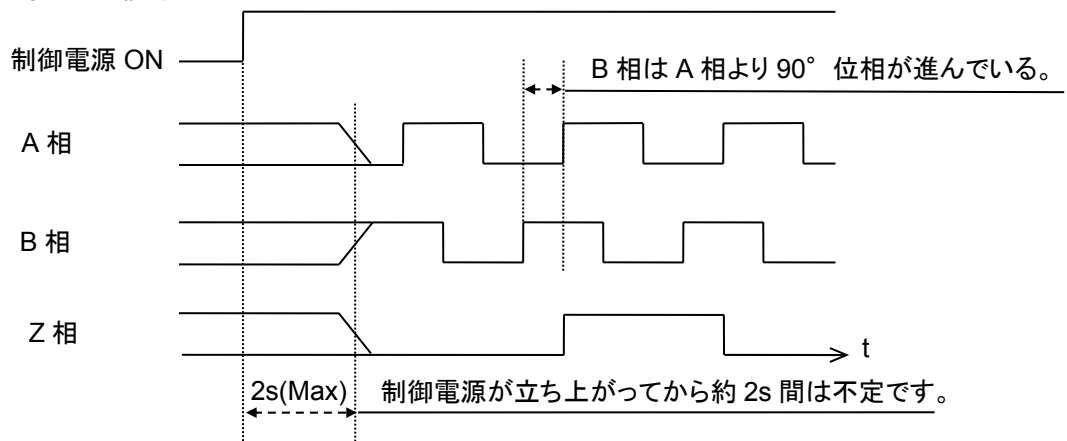 制御電源 ON
B 相は A 相より 90° 位相が進んでいる。
A 相
B 相
Z 相
t
2s(Max)
制御電源が立ち上がってから約 2s 間は不定です。